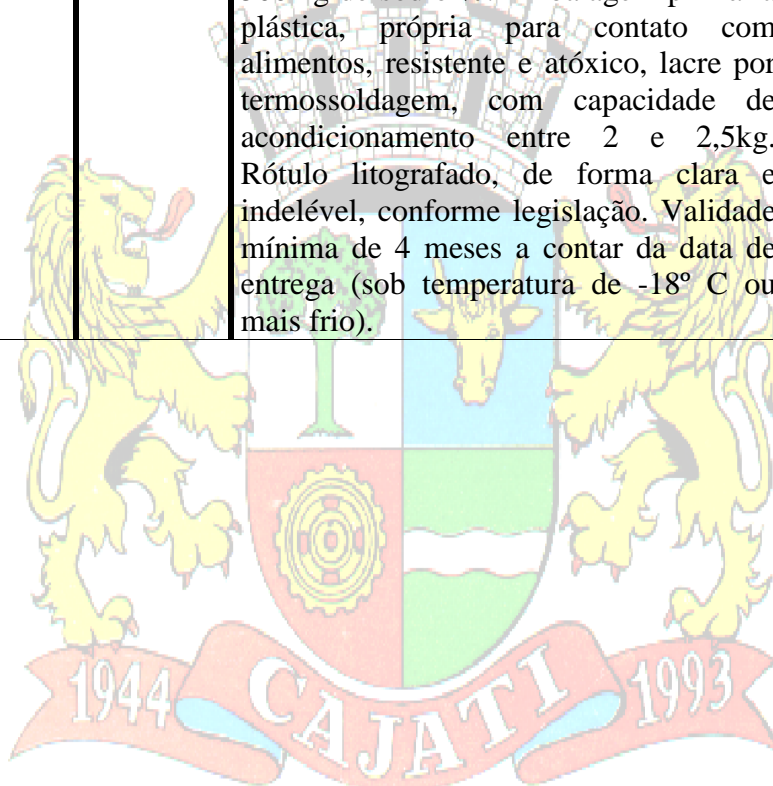 plástica, própria para contato com
alimentos, resistente e atóxico, lacre por
termossoldagem, com capacidade de
acondicionamento entre 2 e 2,5kg.
Rótulo litografado, de forma clara e
indelével, conforme legislação. Validade
mínima de 4 meses a contar da data de
entrega (sob temperatura de -18º C ou
mais frio).
1944 CAJATI 1993